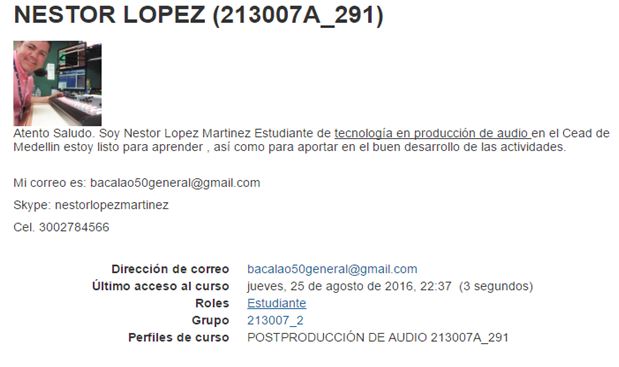 NESTOR LOPEZ (213007A_291)
Atento Saludo. Soy Nestor Lopez Martinez Estudiante de tecnología en producción de audio en el Cead de
Medellin estoy listo para aprender , así como para aportar en el buen desarrollo de las actividades.
Mi correo es: bacalao50general@gmail.com
Skype: nestorlopezmartinez
Cel. 3002784566
Dirección de correo bacalao50general@gmail.com
Último acceso al curso jueves, 25 de agosto de 2016, 22:37 (3 segundos)
Roles Estudiante
Grupo 213007_2
Perfiles de curso POSTPRODUCCIÓN DE AUDIO 213007A_291